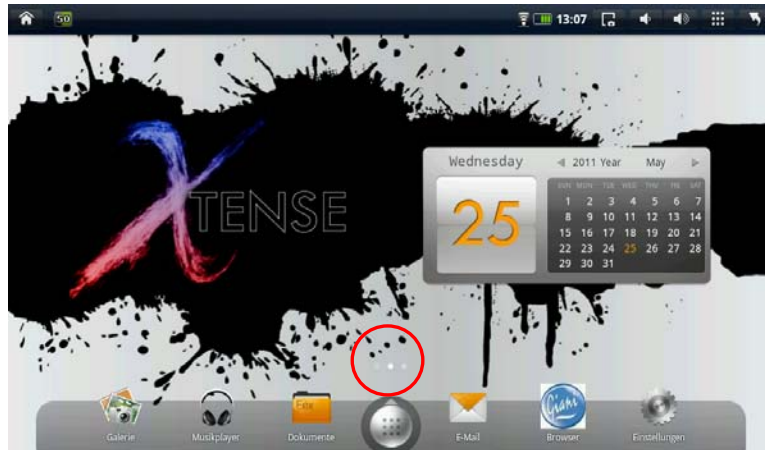 50
13:07
XTENSE
Wednesday
2011 Year May
SUN MON TUE WED THU FRI SAT
1 2 3 4 5 6 7
8 9 10 11 12 13 14
15 16 17 18 19 20 21
22 23 24 25 26 27 28
29 30 31
25
Giani
Galerie
Musikplayer
Dokumente
E-Mail
Browser
Einstellungen